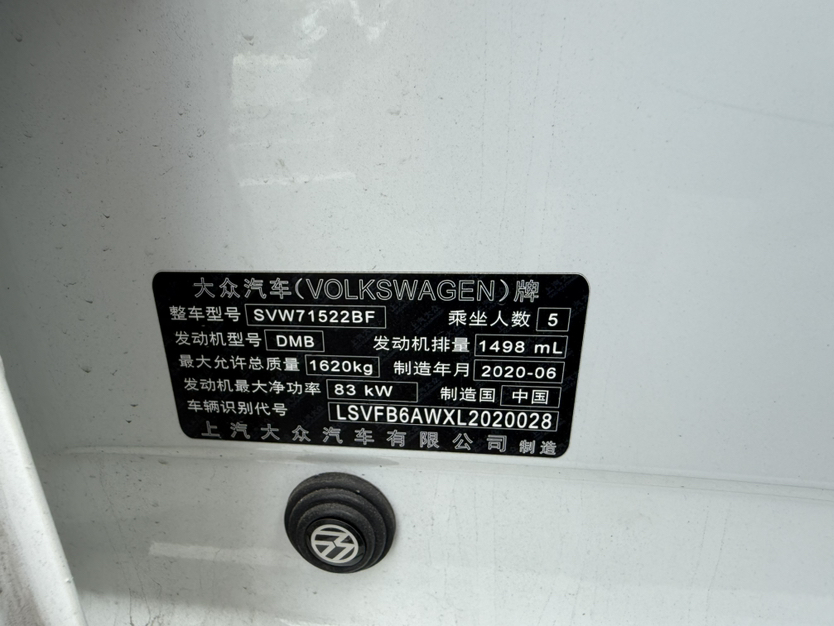 大众汽车(VOLKSWAGEN)牌
整车型号 SVW71522BF 乘坐人数 5
发动机型号 DMB 发动机排量 1498 mL
最大允许总质量 1620kg 制造年月 2020-06
发动机最大净功率 83 kW 制造国 中国
车辆识别代号 LSVFB6AWXL2020028
上汽大众汽车有限公司 制造